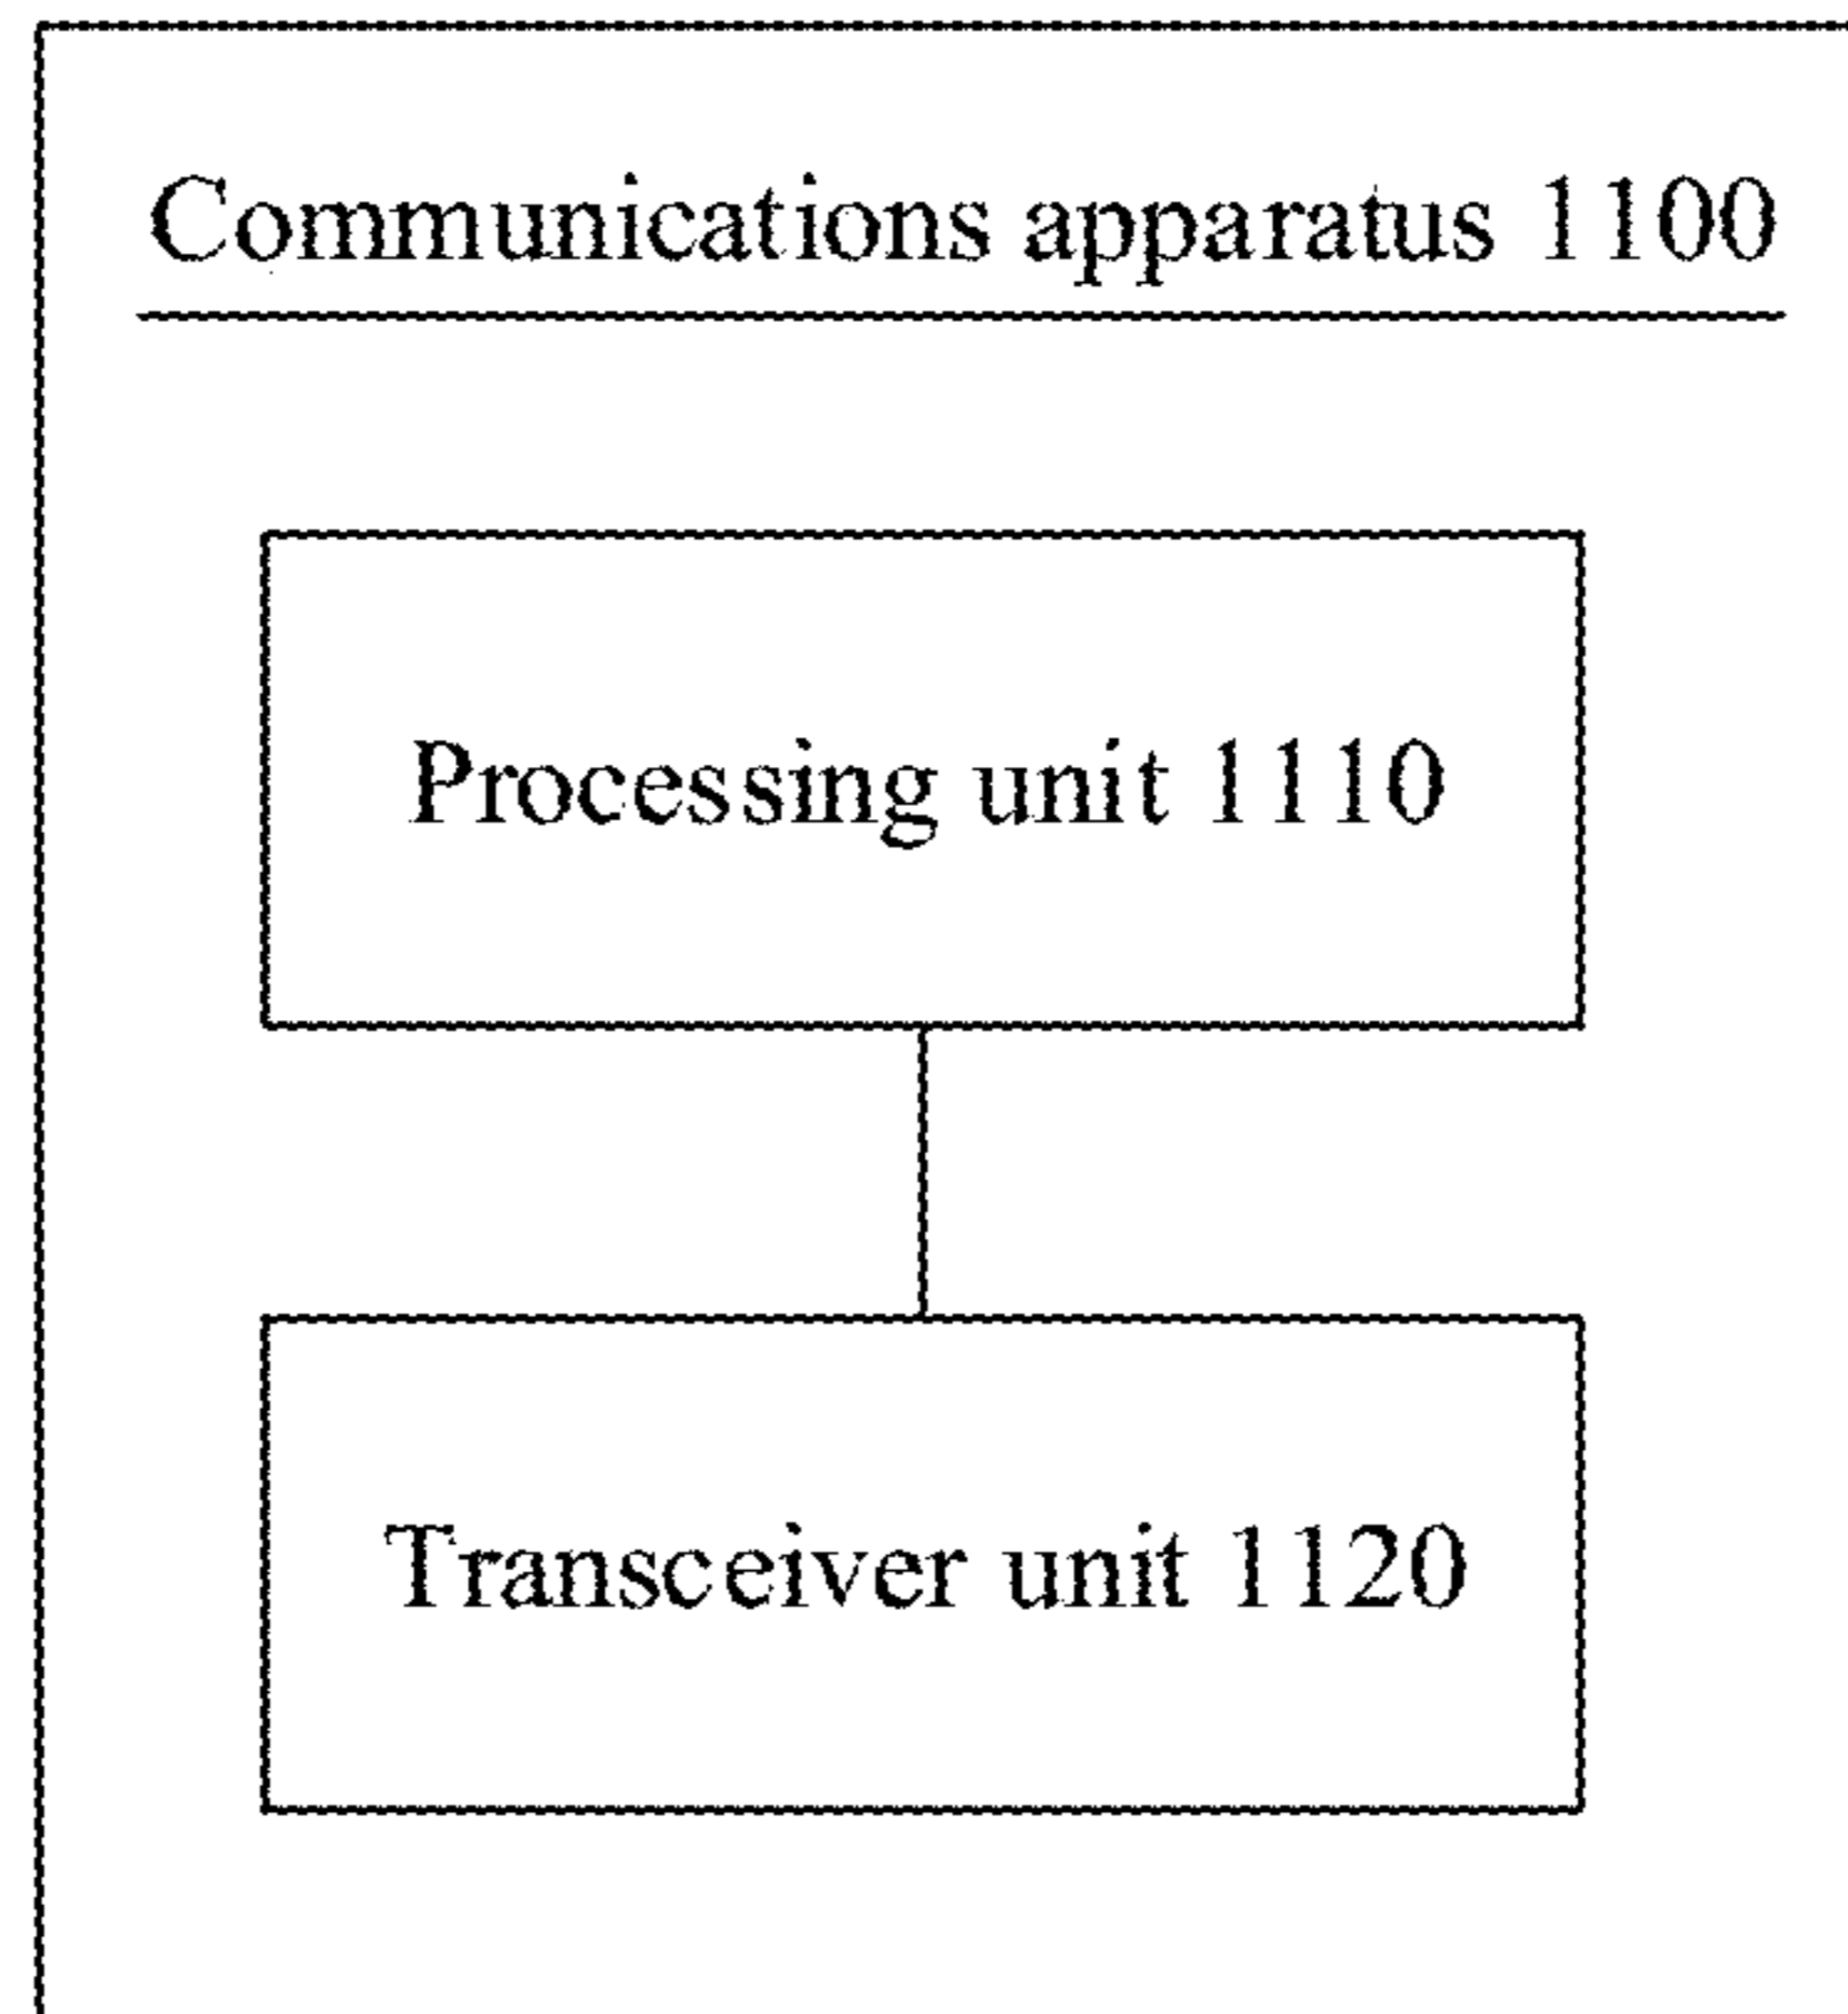 Communications apparatus 1100
Processing unit 1110
Transceiver unit 1120